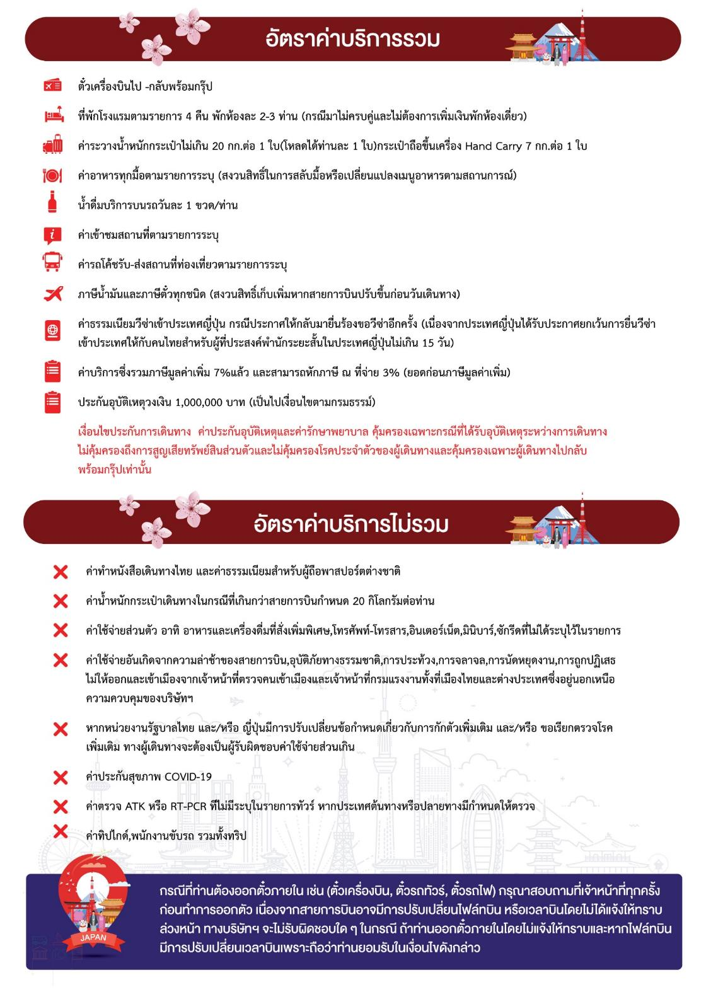 อัตราค่าบริการรวม
ตั๋วเครื่องบินไป -กลับพร้อมกรุ๊ป
ที่พักโรงแรมตามรายการ 4 คืน พักห้องละ 2-3 ท่าน (กรณีมาไม่ครบคู่และไม่ต้องการเพิ่มเงินพักห้องเดี่ยว)
ค่าระวางน้ำหนักกระเป๋าไม่เกิน 20 กก.ต่อ 1 ใบ(โหลดได้ท่านละ 1 ใบ)กระเป๋าถือขึ้นเครื่อง Hand Carry 7 กก.ต่อ 1 ใบ
ค่าอาหารทุกมื้อตามรายการระบุ (สงวนสิทธิ์ในการสลับมื้อหรือเปลี่ยนแปลงเมนูอาหารตามสถานการณ์)
น้ำดื่มบริการบนรถวันละ 1 ขวด/ท่าน
ค่าเข้าชมสถานที่ตามรายการระบุ
ค่ารถโค้ชรับ-ส่งสถานที่ท่องเที่ยวตามรายการระบุ
ภาษีน้ำมันและภาษีตั๋วทุกชนิด (สงวนสิทธิ์เก็บเพิ่มหากสายการบินปรับขึ้นก่อนวันเดินทาง)
ค่าธรรมเนียมวีซ่าเข้าประเทศญี่ปุ่น กรณีประกาศให้กลับมายื่นร้องขอวีซ่าอีกครั้ง (เนื่องจากประเทศญี่ปุ่นได้รับประกาศยกเว้นการยื่นวีซ่า
เข้าประเทศให้กับคนไทยสำหรับผู้ที่ประสงค์พำนักระยะสั้นในประเทศญี่ปุ่นไม่เกิน 15 วัน)
ค่าบริการซึ่งรวมภาษีมูลค่าเพิ่ม 7%แล้ว และสามารถหักภาษี ณ ที่จ่าย 3% (ยอดก่อนภาษีมูลค่าเพิ่ม)
ประกันอุบัติเหตุวงเงิน 1,000,000 บาท (เป็นไปเงื่อนไขตามกรมธรรม์)
เงื่อนไขประกันการเดินทาง ค่าประกันอุบัติเหตุและค่ารักษาพยาบาล คุ้มครองเฉพาะกรณีที่ได้รับอุบัติเหตุระหว่างการเดินทาง
ไม่คุ้มครองถึงการสูญเสียทรัพย์สินส่วนตัวและไม่คุ้มครองโรคประจำตัวของผู้เดินทางและคุ้มครองเฉพาะผู้เดินทางไปกลับ
พร้อมกรุ๊ปเท่านั้น
อัตราค่าบริการไม่รวม
ค่าทำหนังสือเดินทางไทย และค่าธรรมเนียมสำหรับผู้ถือพาสปอร์ตต่างชาติ
ค่าน้ำหนักกระเป๋าเดินทางในกรณีที่เกินกว่าสายการบินกำหนด 20 กิโลกรัมต่อท่าน
ค่าใช้จ่ายส่วนตัว อาทิ อาหารและเครื่องดื่มที่สั่งเพิ่มพิเศษ,โทรศัพท์-โทรสาร,อินเตอร์เน็ต,มินิบาร์,ซักรีดที่ไม่ได้ระบุไว้ในรายการ
ค่าใช้จ่ายอันเกิดจากความล่าช้าของสายการบิน,อุบัติภัยทางธรรมชาติ,การประท้วง,การจลาจล,การนัดหยุดงาน,การถูกปฏิเสธ
ไม่ให้ออกและเข้าเมืองจากเจ้าหน้าที่ตรวจคนเข้าเมืองและเจ้าหน้าที่กรมแรงงานทั้งที่เมืองไทยและต่างประเทศซึ่งอยู่นอกเหนือ
ความควบคุมของบริษัทฯ
หากหน่วยงานรัฐบาลไทย และ/หรือ ญี่ปุ่นมีการปรับเปลี่ยนข้อกำหนดเกี่ยวกับการกักตัวเพิ่มเติม และ/หรือ ขอเรียกตรวจโรค
เพิ่มเติม ทางผู้เดินทางจะต้องเป็นผู้รับผิดชอบค่าใช้จ่ายส่วนเกิน
ค่าประกันสุขภาพ COVID-19
ค่าตรวจ ATK หรือ RT-PCR ที่ไม่มีระบุในรายการทัวร์ หากประเทศต้นทางหรือปลายทางมีกำหนดให้ตรวจ
ค่าทิปไกด์,พนักงานขับรถ รวมทั้งทริป
กรณีที่ท่านต้องออกตั๋วภายใน เช่น (ตั๋วเครื่องบิน, ตั๋วรถทัวร์, ตั๋วรถไฟ) กรุณาสอบถามที่เจ้าหน้าที่ทุกครั้ง
ก่อนทำการออกตัว เนื่องจากสายการบินอาจมีการปรับเปลี่ยนไฟล์ทบิน หรือเวลาบินโดยไม่ได้แจ้งให้ทราบ
ล่วงหน้า ทางบริษัทฯ จะไม่รับผิดชอบใด ๆ ในกรณี ถ้าท่านออกตั๋วภายในโดยไม่แจ้งให้ทราบและหากไฟล์ทบิน
มีการปรับเปลี่ยนเวลาบินเพราะถือว่าท่านยอมรับในเงื่อนไขดังกล่าว
JAPAN